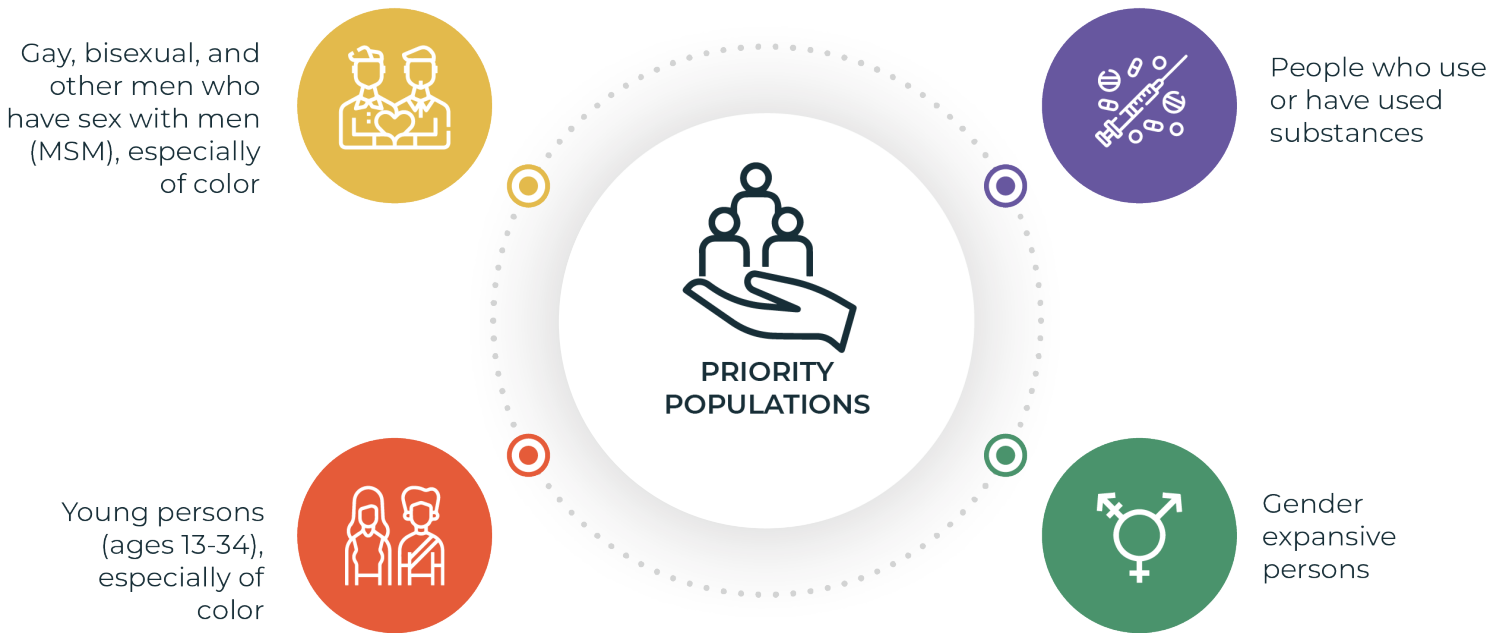 Gay, bisexual, and
other men who
have sex with men
(MSM), especially
of color
People who use
or have used
substances
PRIORITY
POPULATIONS
Young persons
(ages 13-34),
especially of
color
Gender
expansive
persons